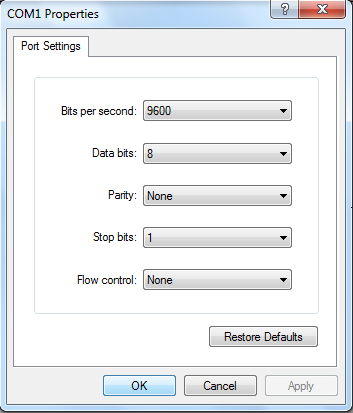 COM1 Properties
?
Port Settings
Bits per second: 9600
Data bits: 8
Parity: None
Stop bits: 1
Flow control: None
Restore Defaults
OK Cancel Apply